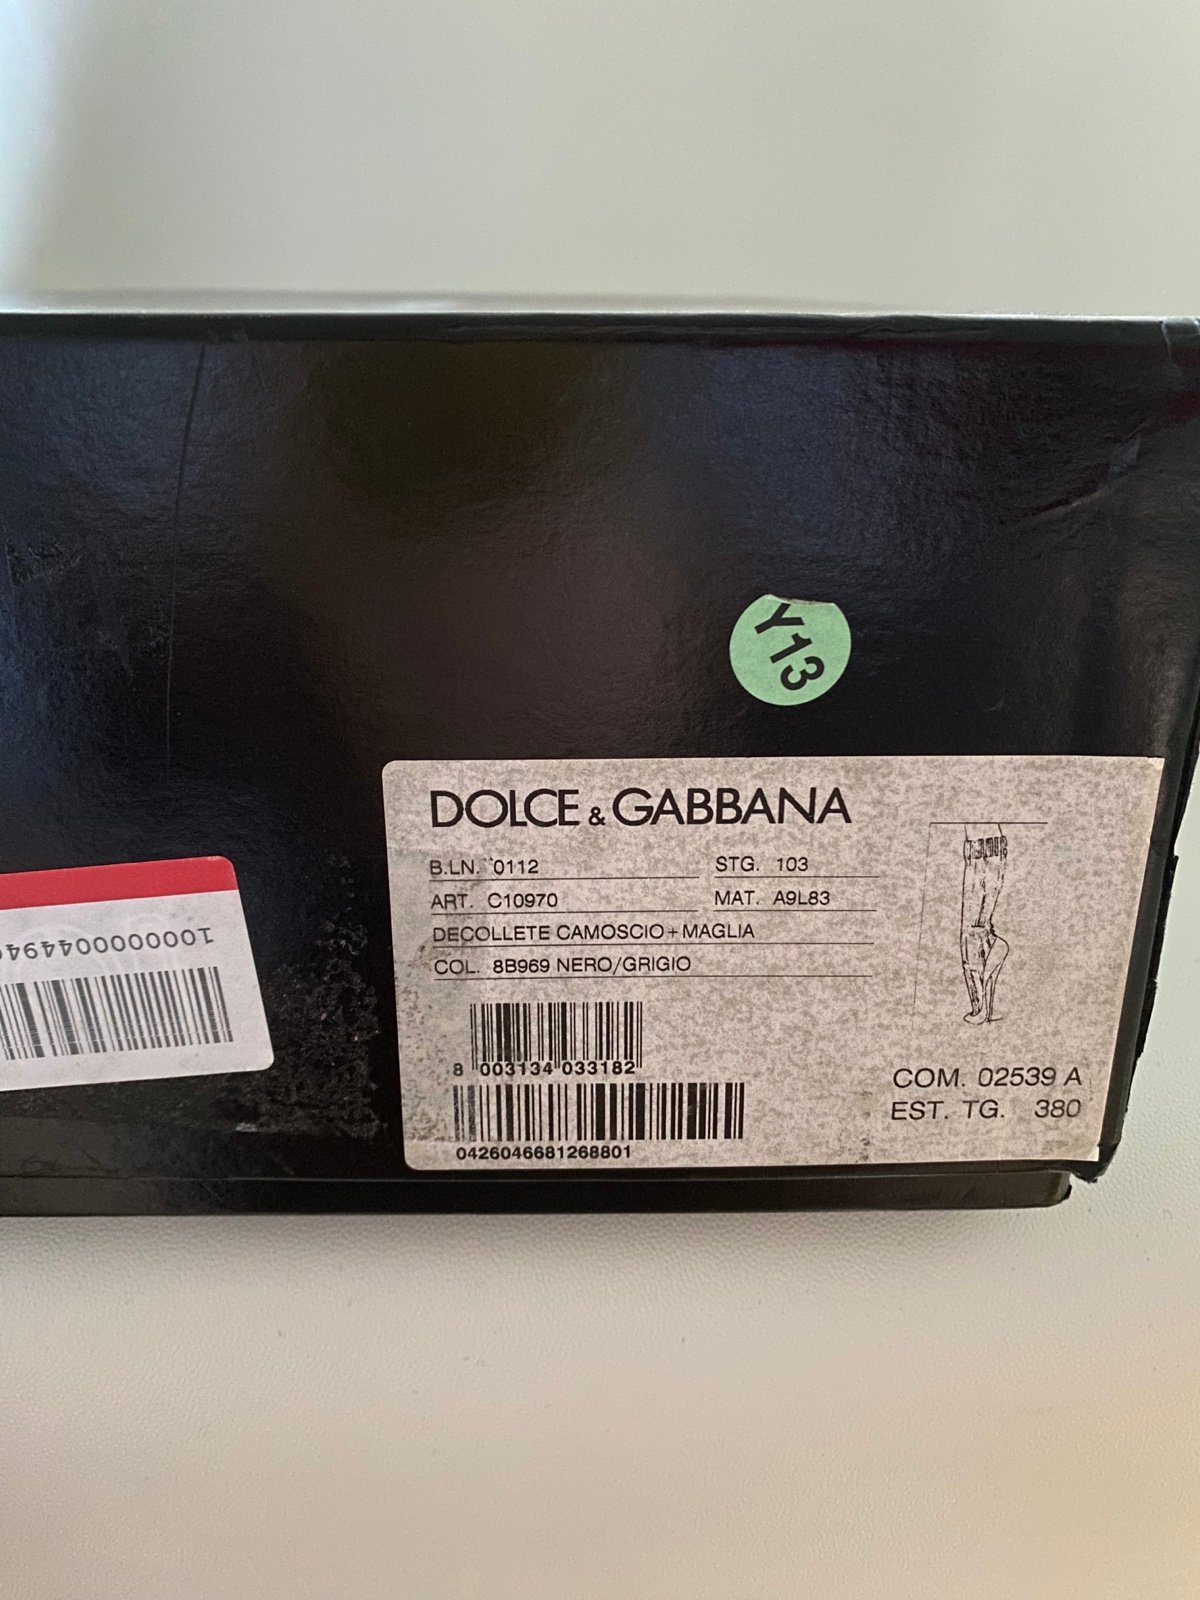 Y13
DOLCE & GABBANA
B.LN. 0112 STG. 103
ART. C10970 MAT. A9L83
DECOLLETE CAMOSCIO+MAGLIA
COL. 8B969 NERO/GRIGIO
8 003134 033182
0426046681268801
COM. 02539 A
EST. TG. 380